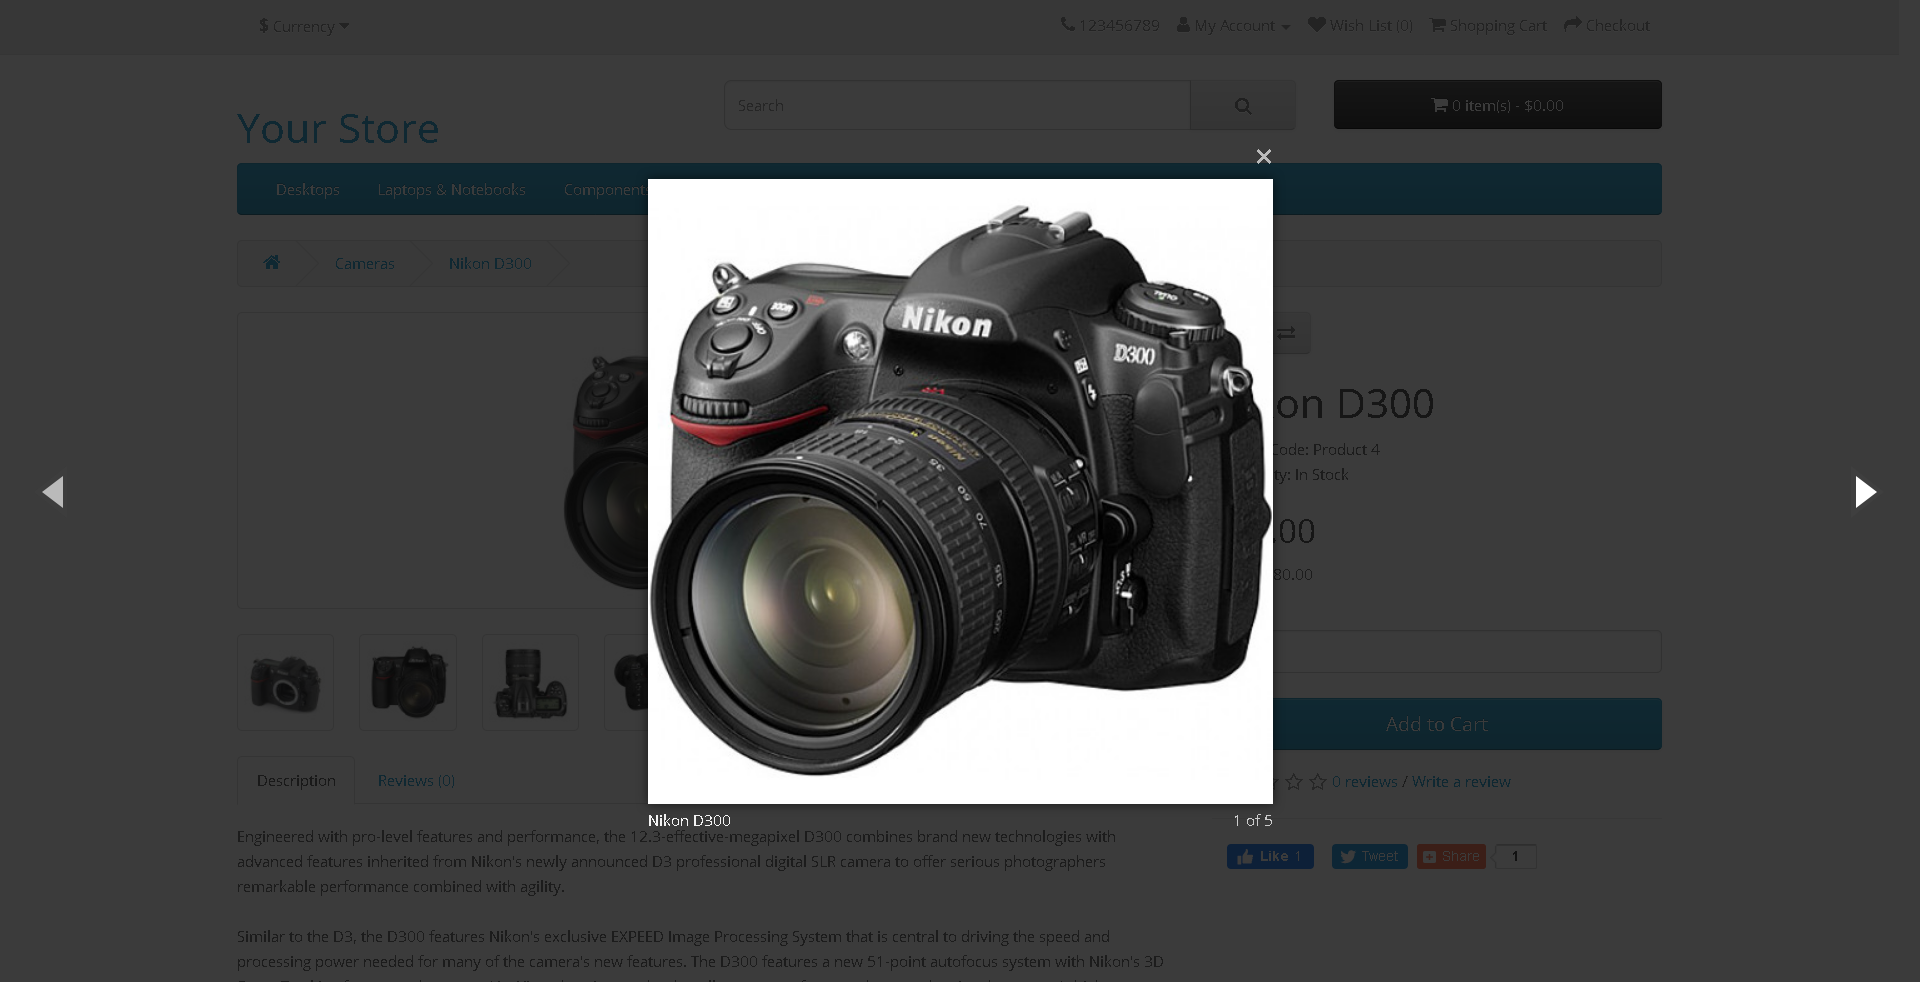 $ Currency
123456789 My Account Wish List (0) Shopping Cart Checkout
Your Store
Search
0 item(s) - $0.00
Desktops Laptops & Notebooks Component
Cameras Nikon D300
Nikon
D300
on D300
Code: Product 4
ty: In Stock
.00
80.00
Add to Cart
0 reviews / Write a review
Description Reviews (0)
Nikon D300 1 of 5
Engineered with pro-level features and performance, the 12.3-effective-megapixel D300 combines brand new technologies with
advanced features inherited from Nikon's newly announced D3 professional digital SLR camera to offer serious photographers
remarkable performance combined with agility.
Like 1 Tweet Share 1
Similar to the D3, the D300 features Nikon's exclusive EXPEED Image Processing System that is central to driving the speed and
processing power needed for many of the camera's new features. The D300 features a new 51-point autofocus system with Nikon's 3D